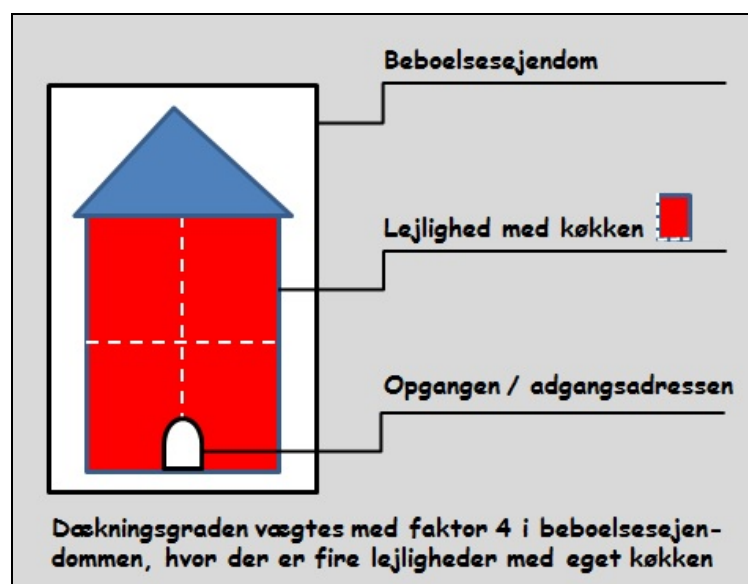 Beboelsesejendom
Lejlighed med køkken
Opgangen / adgangsadressen
Dækningsgraden vægtes med faktor 4 i beboelsesejen-
dommen, hvor der er fire lejligheder med eget køkken